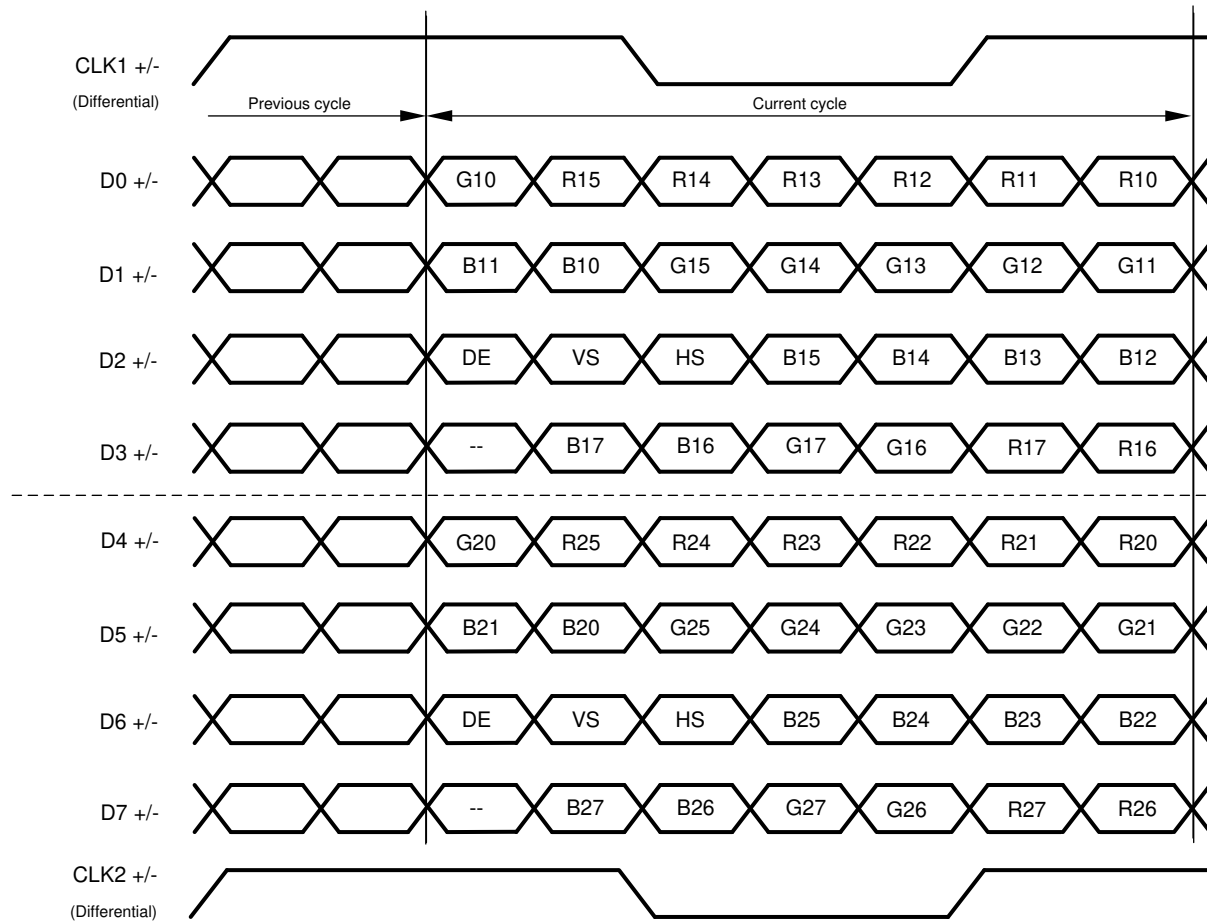 CLK1 +/-
(Differential)
Previous cycle Current cycle
D0 +/- G10 R15 R14 R13 R12 R11 R10
D1 +/- B11 B10 G15 G14 G13 G12 G11
D2 +/- DE VS HS B15 B14 B13 B12
D3 +/- -- B17 B16 G17 G16 R17 R16
D4 +/- G20 R25 R24 R23 R22 R21 R20
D5 +/- B21 B20 G25 G24 G23 G22 G21
D6 +/- DE VS HS B25 B24 B23 B22
D7 +/- -- B27 B26 G27 G26 R27 R26
CLK2 +/-
(Differential)